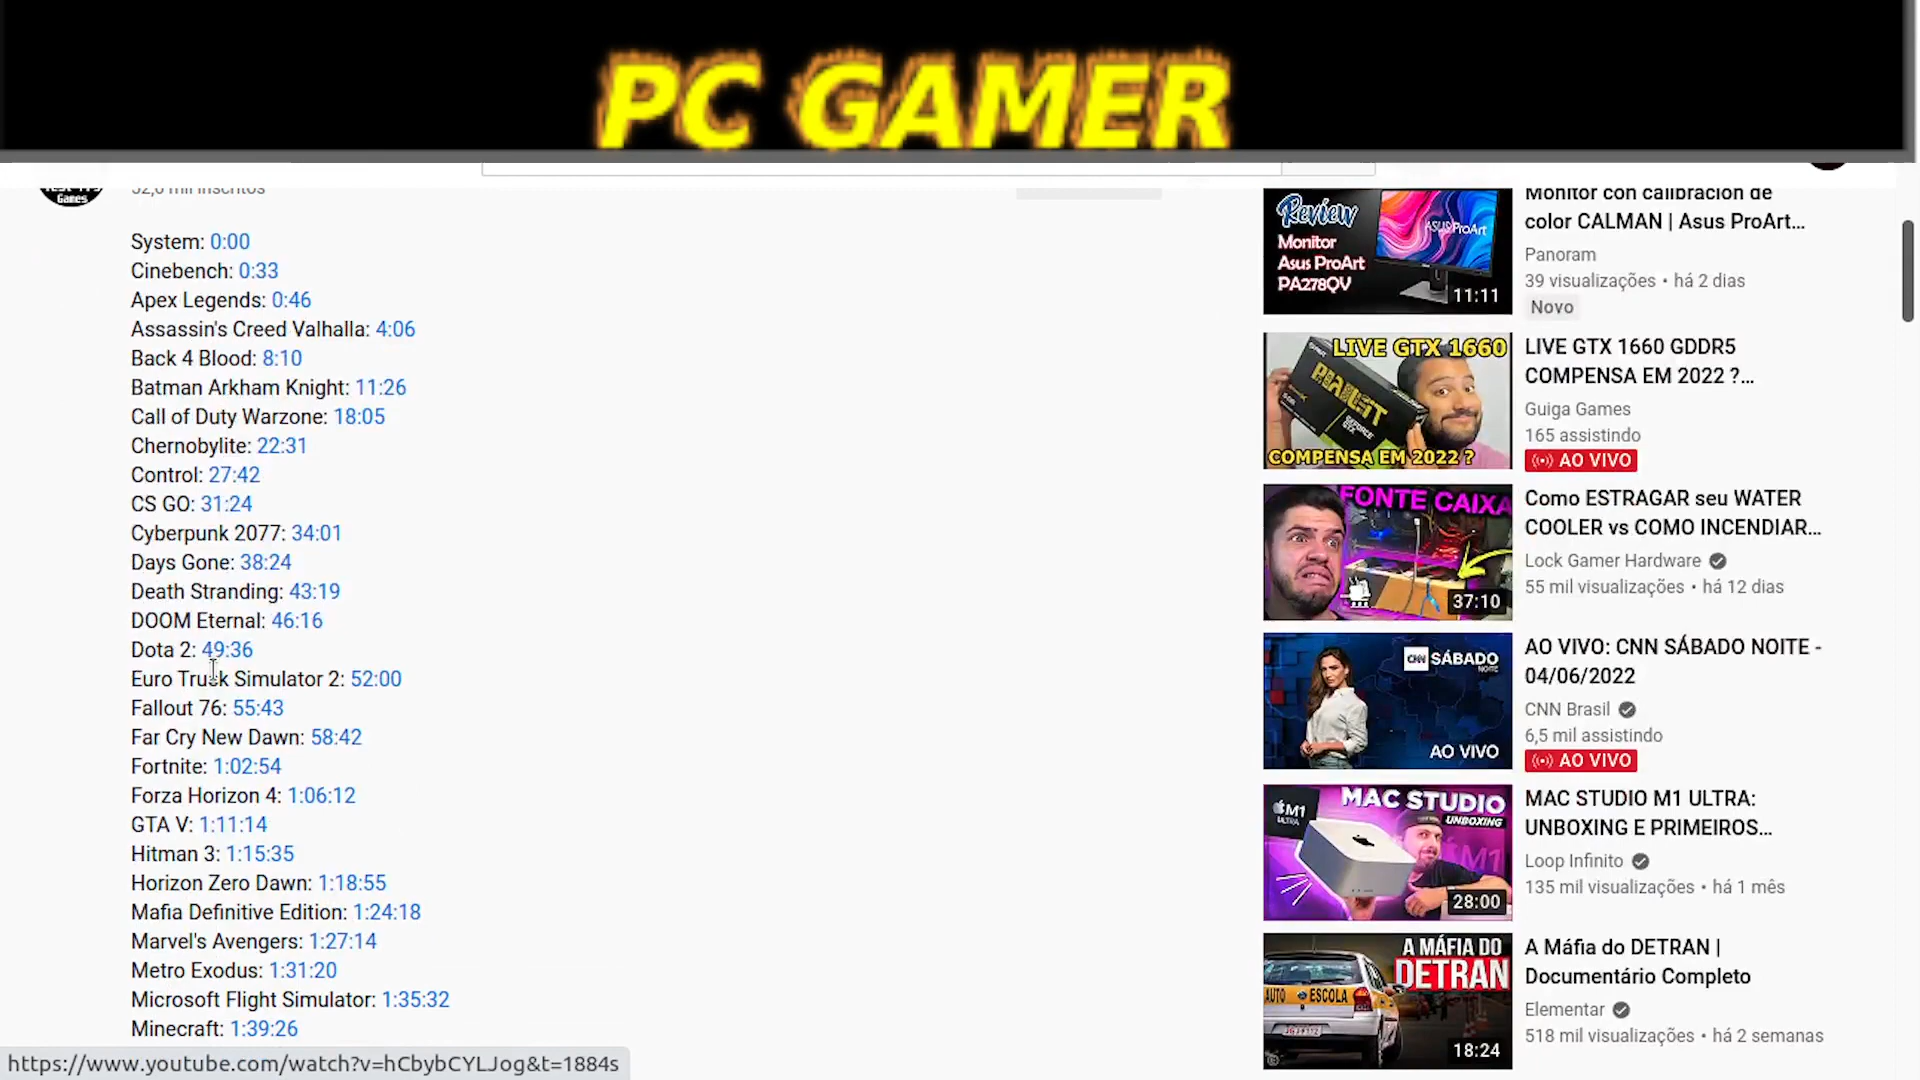 PC GAMER
Games
52,6 mil inscritos
System: 0:00
Cinebench: 0:33
Apex Legends: 0:46
Assassin's Creed Valhalla: 4:06
Back 4 Blood: 8:10
Batman Arkham Knight: 11:26
Call of Duty Warzone: 18:05
Chernobylite: 22:31
Control: 27:42
CS GO: 31:24
Cyberpunk 2077: 34:01
Days Gone: 38:24
Death Stranding: 43:19
DOOM Eternal: 46:16
Dota 2: 49:36
Euro Truck Simulator 2: 52:00
Fallout 76: 55:43
Far Cry New Dawn: 58:42
Fortnite: 1:02:54
Forza Horizon 4: 1:06:12
GTA V: 1:11:14
Hitman 3: 1:15:35
Horizon Zero Dawn: 1:18:55
Mafia Definitive Edition: 1:24:18
Marvel's Avengers: 1:27:14
Metro Exodus: 1:31:20
Microsoft Flight Simulator: 1:35:32
Minecraft: 1:39:26
https://www.youtube.com/watch?v=hCbybCYLJog&t=1884s
Review
Monitor
Asus ProArt
PA278QV
ASUS ProArt
11:11
Monitor con calibración de
color CALMAN | Asus ProArt...
Panoram
39 visualizações • há 2 dias
Novo
LIVE GTX 1660
PALIT
COMPENSA EM 2022 ?
LIVE GTX 1660 GDDR5
COMPENSA EM 2022 ?...
Guiga Games
165 assistindo
AO VIVO
FONTE CAIXA
37:10
Como ESTRAGAR seu WATER
COOLER vs COMO INCENDIAR...
Lock Gamer Hardware
55 mil visualizações • há 12 dias
CNN SÁBADO
NOITE
AO VIVO
AO VIVO: CNN SÁBADO NOITE -
04/06/2022
CNN Brasil
6,5 mil assistindo
AO VIVO
M1
ULTRA
MAC STUDIO
UNBOXING
M1
28:00
MAC STUDIO M1 ULTRA:
UNBOXING E PRIMEIROS...
Loop Infinito
135 mil visualizações • há 1 mês
A MÁFIA DO
DETRAN
AUTO ESCOLA
18:24
A Máfia do DETRAN |
Documentário Completo
Elementar
518 mil visualizações • há 2 semanas